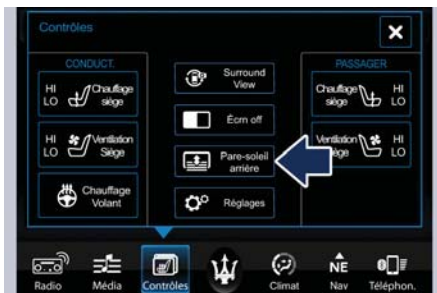 Contrôles
CONDUCT.
HI
LO
Chauffage
siège
HI
LO
Ventilation
Siège
Chauffage
Volant
Surround
View
Écrn off
Pare-soleil
arrière
Réglages
PASSAGER
Chauffage
siège
HI
LO
Ventilation
Siège
HI
LO
Radio
Média
Contrôles
Climat
NE
Nav
Téléphon.